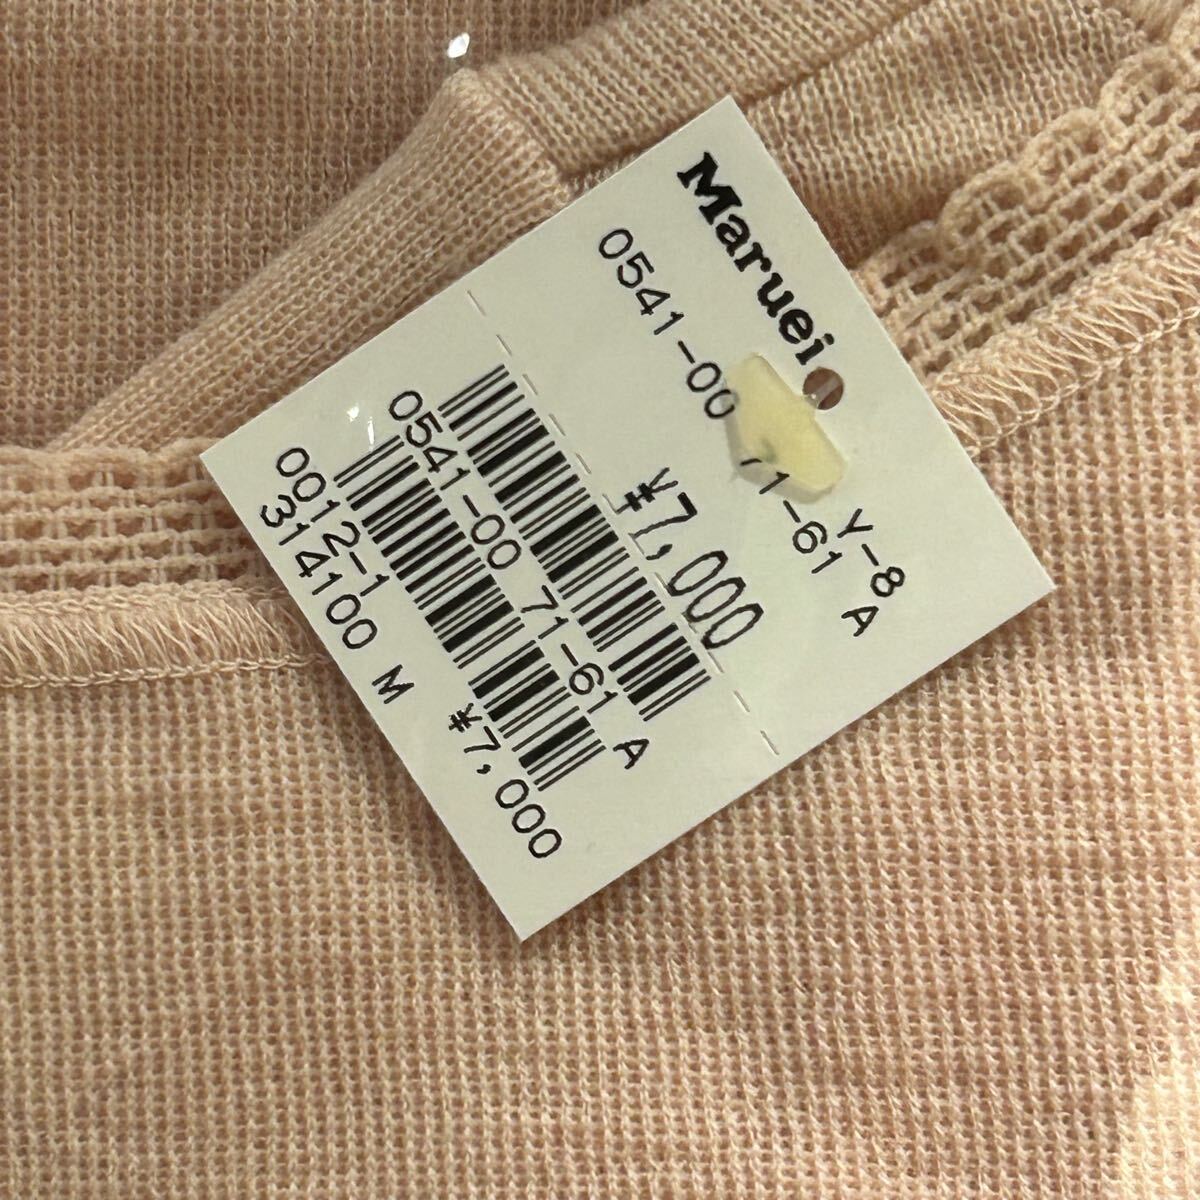 Maruei
Y-8
0541-00 71-61 A
¥7,000
0541-00 71-61 A
0012-1
314100 M ¥7,000